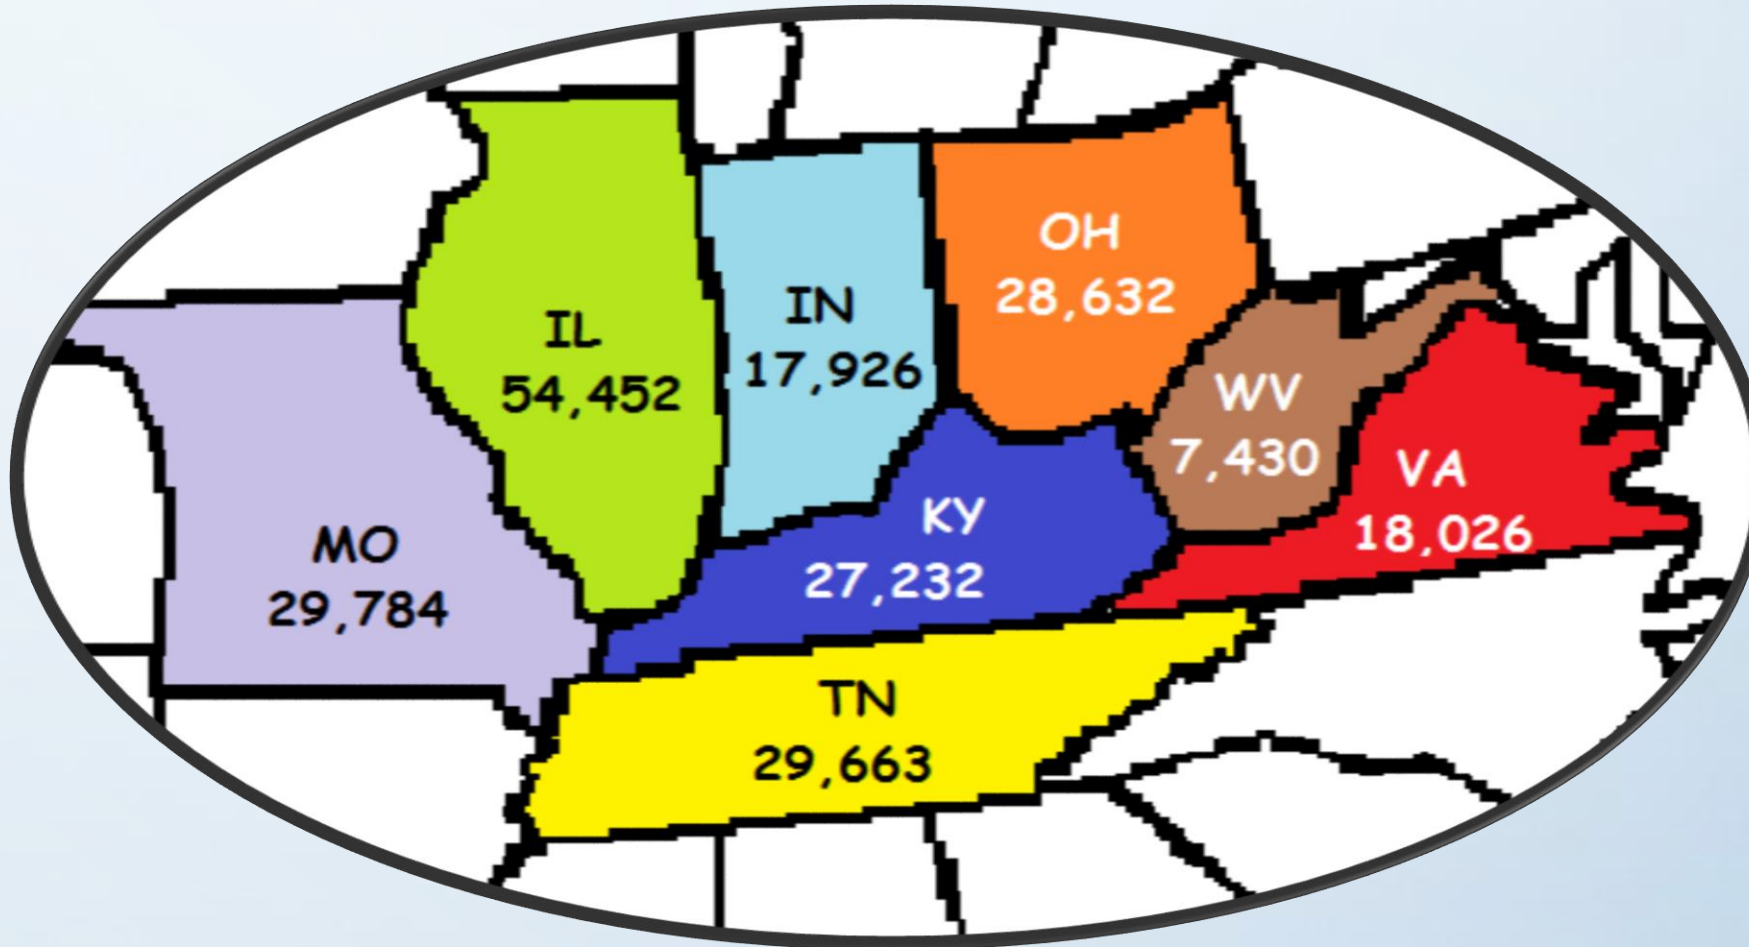 OH
28,632
IN
17,926
IL
54,452
WV
7,430
VA
18,026
KY
27,232
MO
29,784
TN
29,663